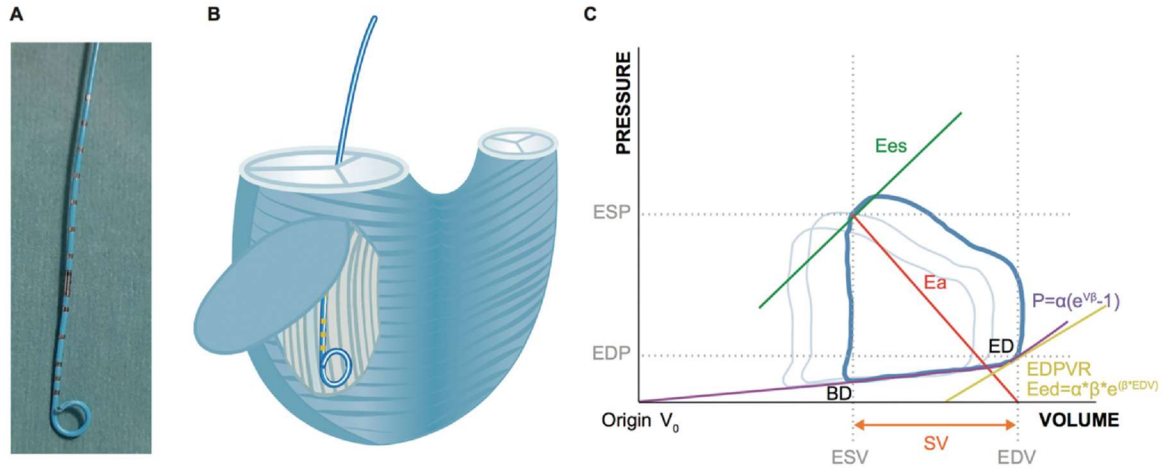 A
B
C
PRESSURE
Ees
ESP
Ea
P=α(e^Vβ-1)
EDP
ED
EDPVR
Eed=α*β*e^(β*EDV)
BD
Origin V₀
VOLUME
SV
ESV
EDV